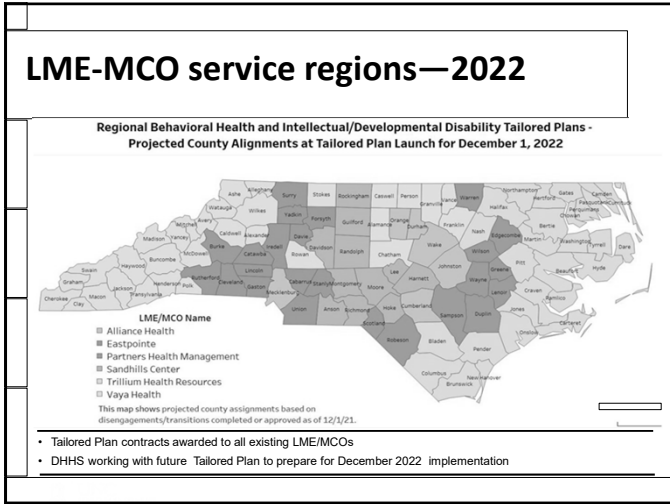 LME-MCO service regions—2022
Regional Behavioral Health and Intellectual/Developmental Disability Tailored Plans -
Projected County Alignments at Tailored Plan Launch for December 1, 2022
Ashe
Alleghany
Surry
Stokes
Rockingham
Caswell
Person
Granville
Vance
Warren
Northampton
Gates
Camden
Currituck
Pasquotank
Perquimans
Chowan
Hertford
Halifax
Bertie
Watauga
Wilkes
Yadkin
Forsyth
Guilford
Alamance
Orange
Durham
Franklin
Nash
Edgecombe
Martin
Washington
Tyrrell
Dare
Mitchell
Avery
Caldwell
Alexander
Davie
Iredell
Davidson
Randolph
Chatham
Wake
Wilson
Pitt
Beaufort
Hyde
Madison
Yancey
Burke
Catawba
Rowan
McDowell
Buncombe
Haywood
Swain
Graham
Cherokee
Clay
Macon
Jackson
Transylvania
Henderson
Polk
Rutherford
Cleveland
Lincoln
Gaston
Mecklenburg
Cabarrus
Stanly
Montgomery
Moore
Lee
Harnett
Johnston
Wayne
Greene
Lenoir
Craven
Pamlico
Union
Anson
Richmond
Scotland
Hoke
Cumberland
Sampson
Duplin
Jones
Onslow
Carteret
Robeson
Bladen
Pender
Columbus
Brunswick
New Hanover
LME/MCO Name
Alliance Health
Eastpointe
Partners Health Management
Sandhills Center
Trillium Health Resources
Vaya Health
This map shows projected county assignments based on
disengagements/transitions completed or approved as of 12/1/21.
• Tailored Plan contracts awarded to all existing LME/MCOs
• DHHS working with future Tailored Plan to prepare for December 2022 implementation